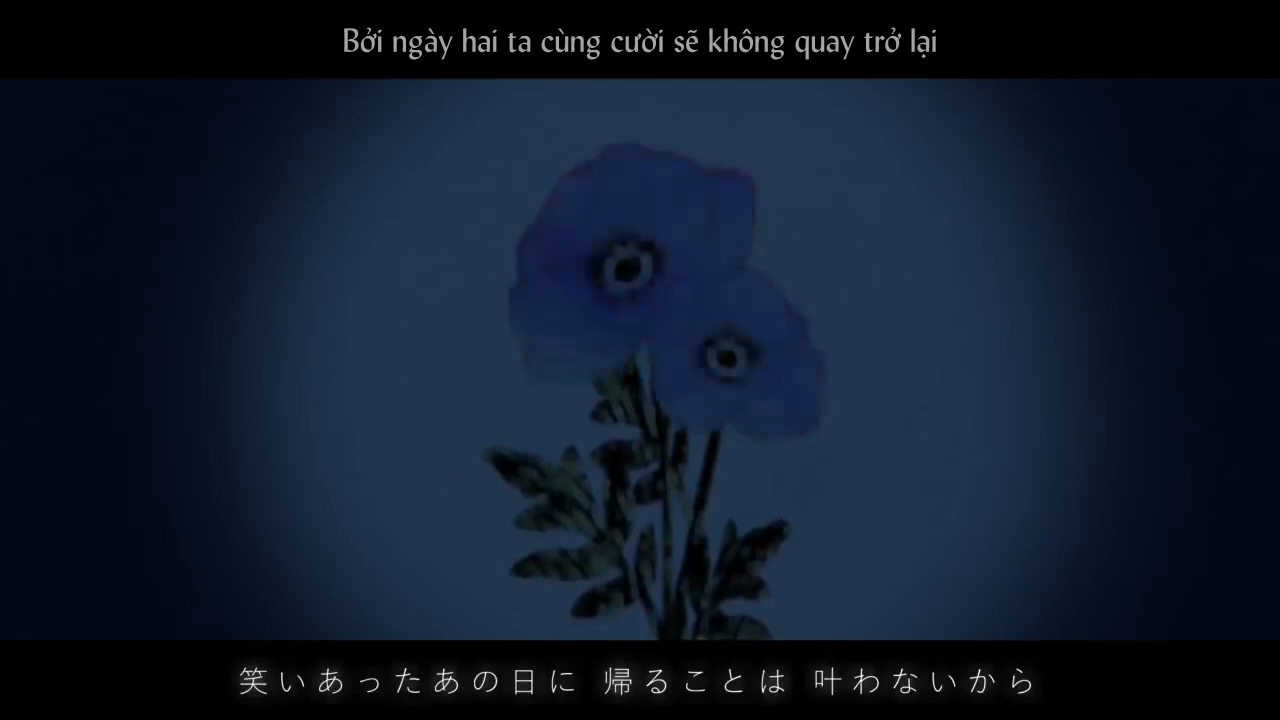 Bởi ngày hai ta cùng cười sẽ không quay trở lại
笑いあったあの日に 帰ることは 叶わないから